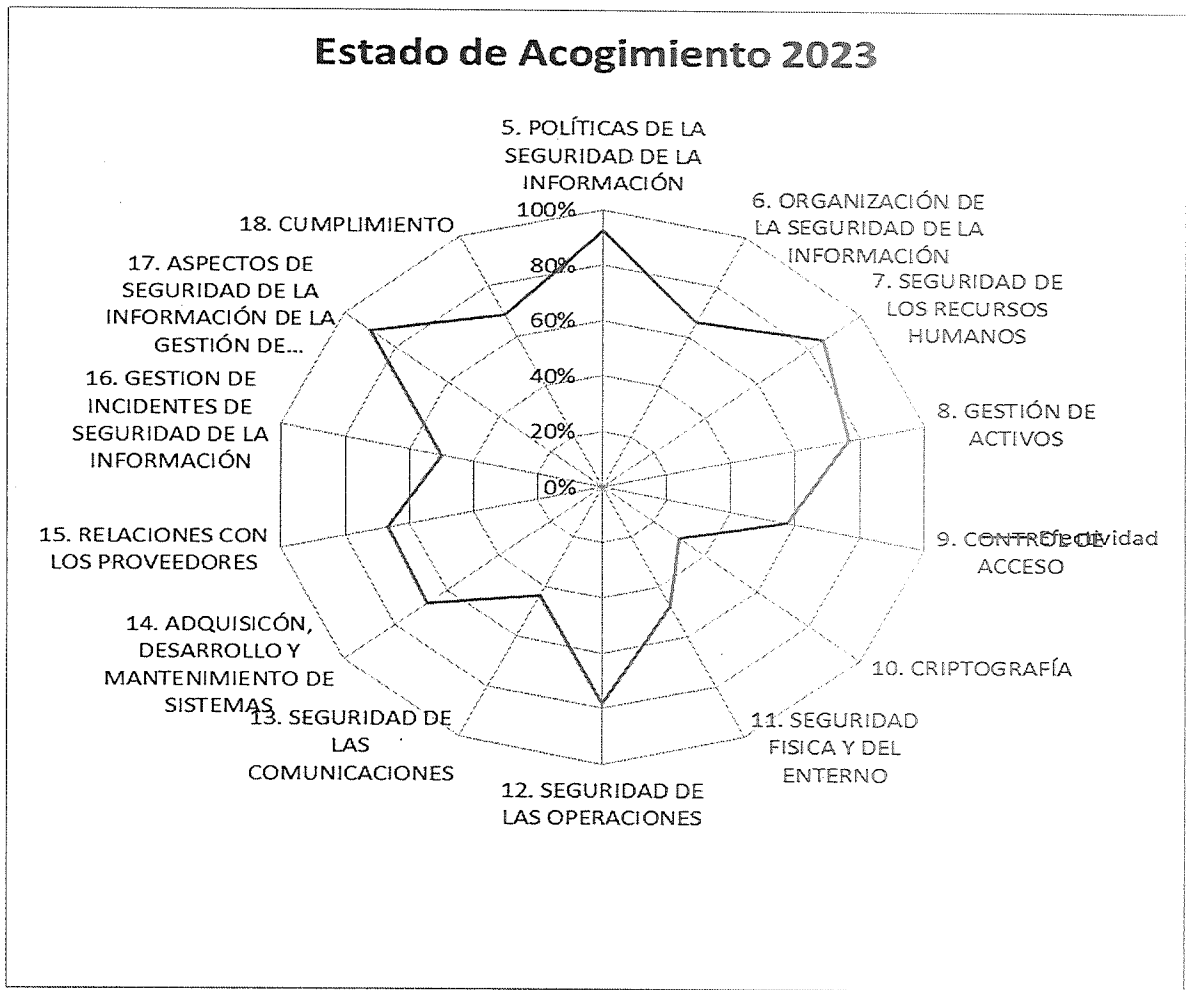 Estado de Acogimiento 2023
5. POLÍTICAS DE LA
SEGURIDAD DE LA
INFORMACIÓN
6. ORGANIZACIÓN DE
LA SEGURIDAD DE LA
INFORMACIÓN
7. SEGURIDAD DE
LOS RECURSOS
HUMANOS
8. GESTIÓN DE
ACTIVOS
9. CONTROL DE
ACCESO
Efectividad
10. CRIPTOGRAFÍA
11. SEGURIDAD
FISICA Y DEL
ENTERNO
12. SEGURIDAD DE
LAS OPERACIONES
13. SEGURIDAD DE
LAS
COMUNICACIONES
14. ADQUISICÓN,
DESARROLLO Y
MANTENIMIENTO DE
SISTEMAS
15. RELACIONES CON
LOS PROVEEDORES
16. GESTION DE
INCIDENTES DE
SEGURIDAD DE LA
INFORMACIÓN
17. ASPECTOS DE
SEGURIDAD DE LA
INFORMACIÓN DE LA
GESTIÓN DE...
18. CUMPLIMIENTO
100%
80%
60%
40%
20%
0%